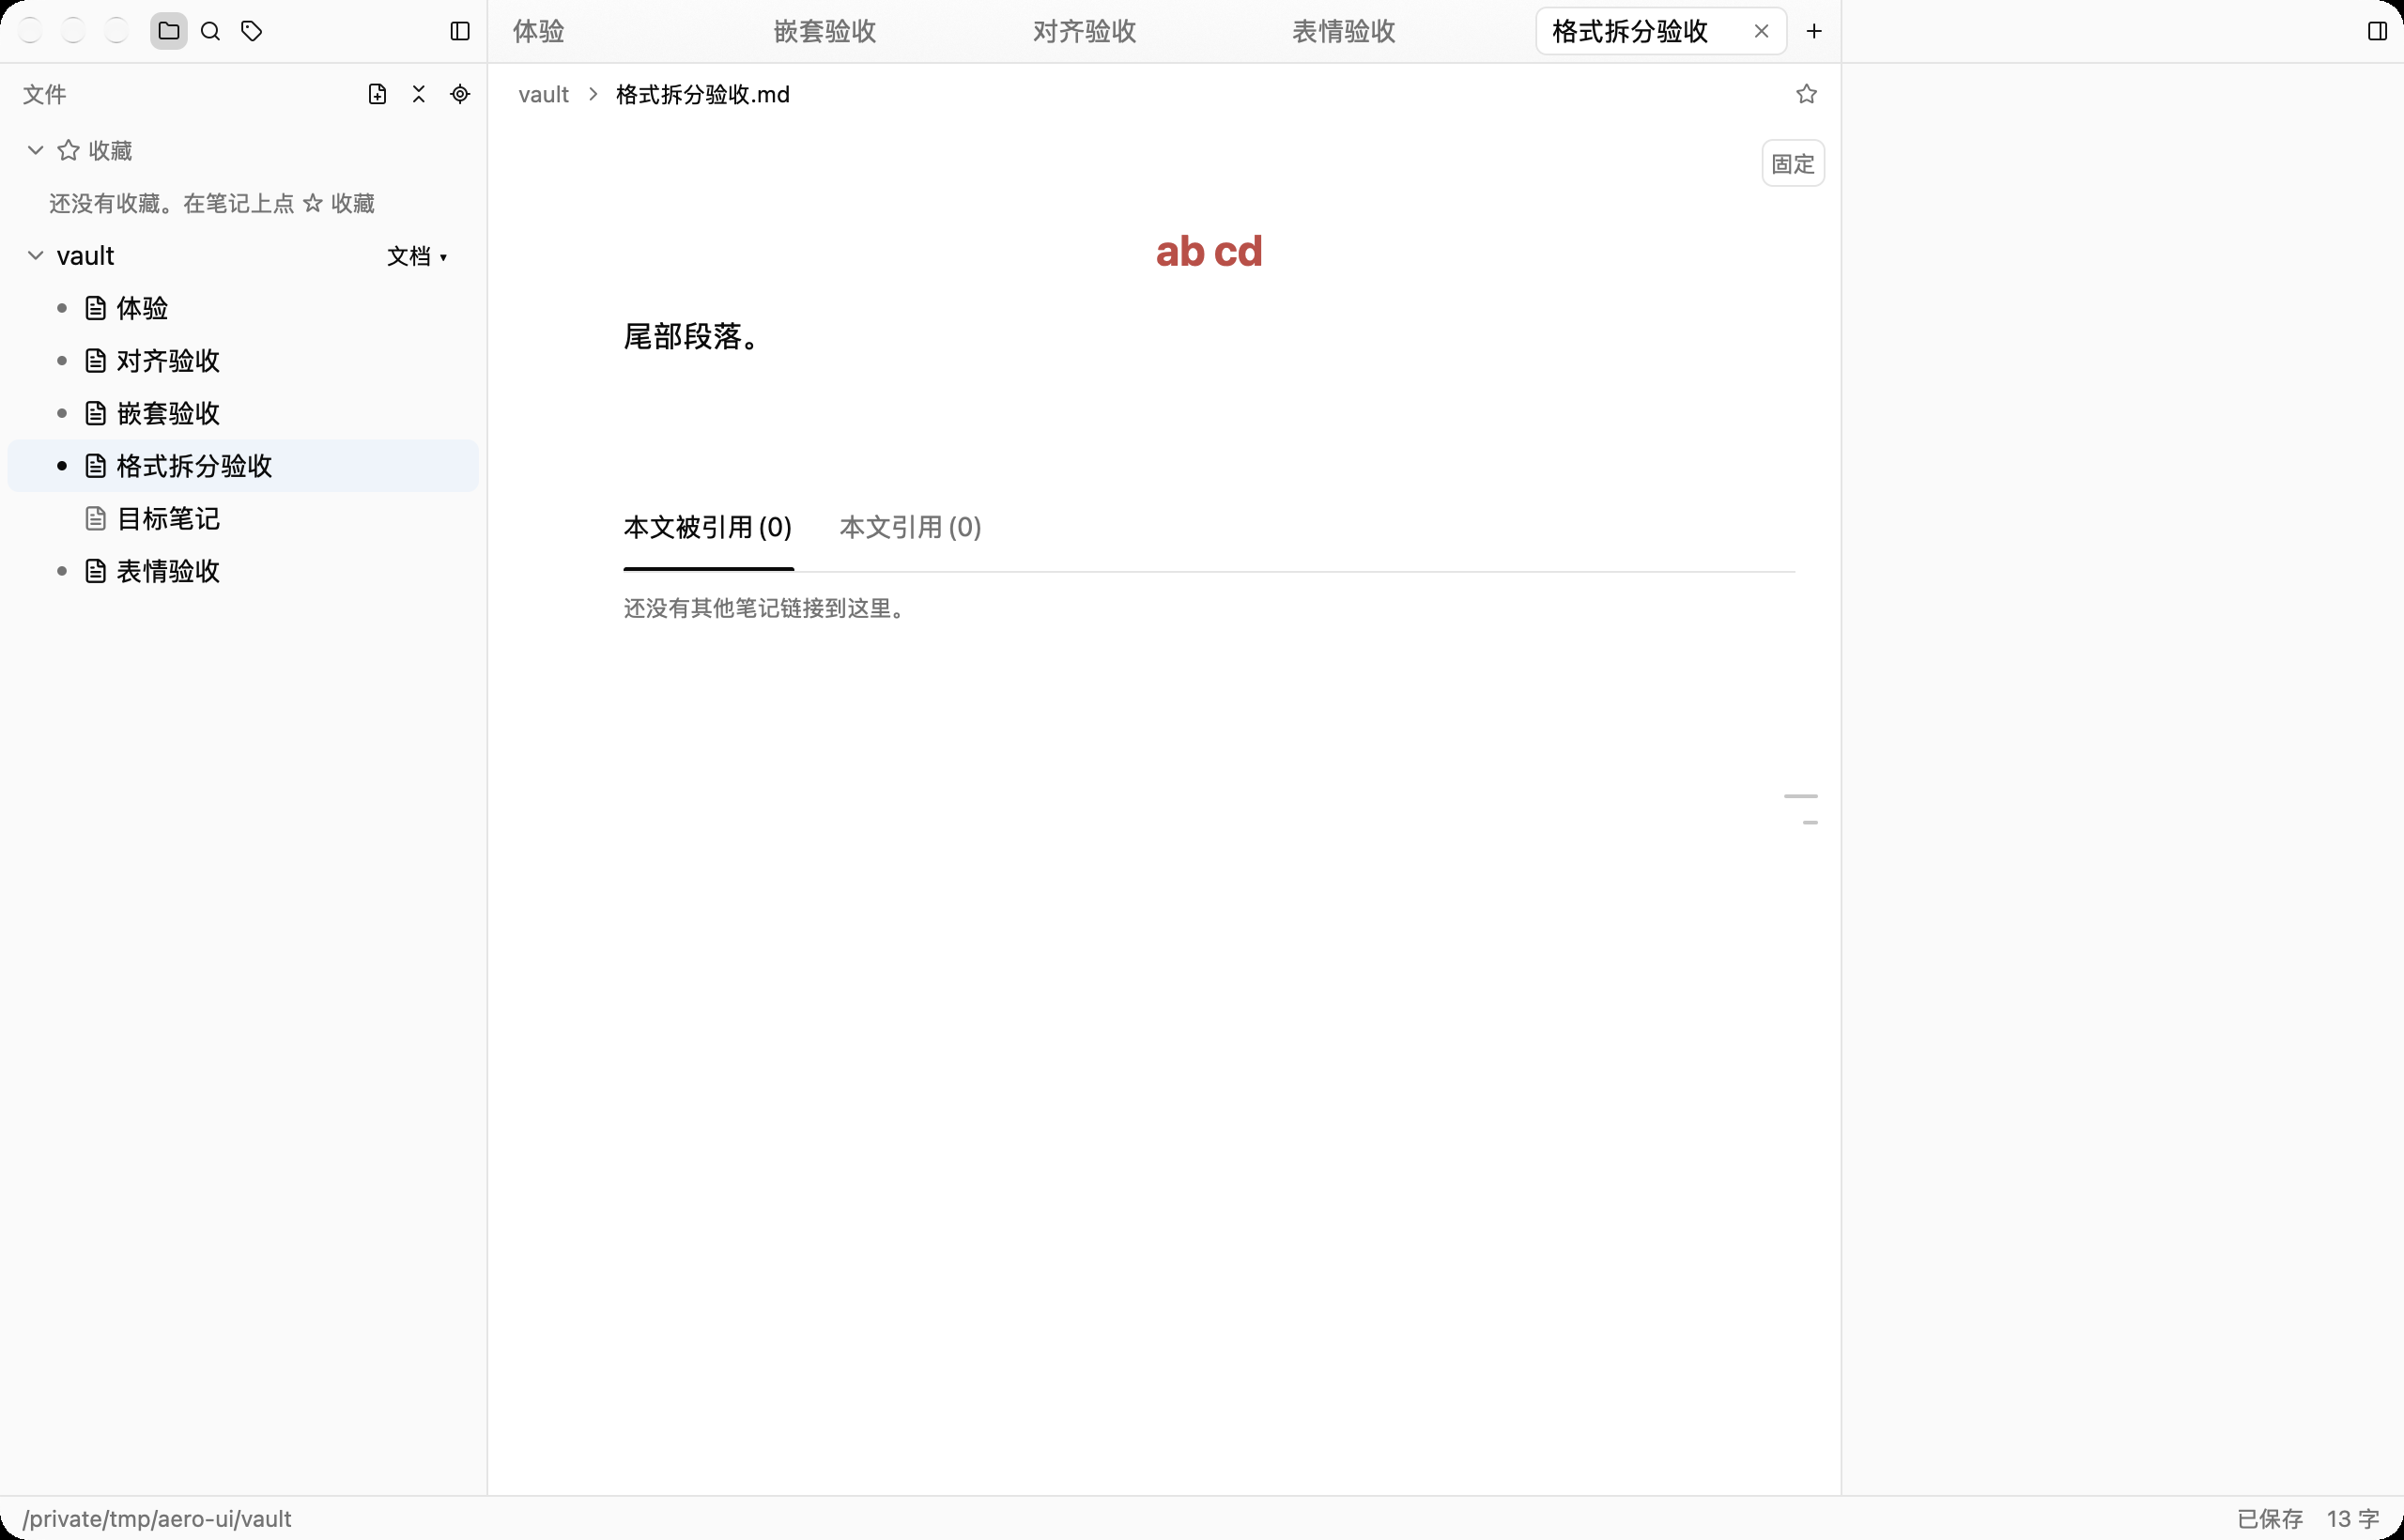 体验
嵌套验收
对齐验收
表情验收
格式拆分验收
文件
vault > 格式拆分验收.md
收藏
固定
还没有收藏。在笔记上点 ☆ 收藏
vault
文档
ab cd
体验
尾部段落。
对齐验收
嵌套验收
格式拆分验收
目标笔记
本文被引用 (0)
本文引用 (0)
表情验收
还没有其他笔记链接到这里。
/private/tmp/aero-ui/vault
已保存
13 字